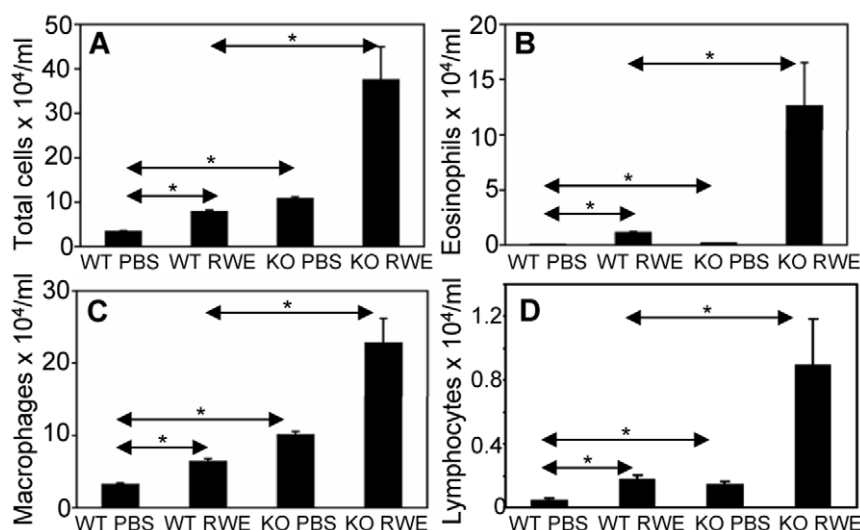 A
Total cells x 10⁴/ml
50
40
30
20
10
0
*
*
*
WT PBS WT RWE KO PBS KO RWE
B
Eosinophils x 10⁴/ml
20
15
10
5
0
*
*
*
WT PBS WT RWE KO PBS KO RWE
C
Macrophages x 10⁴/ml
30
20
10
0
*
*
*
WT PBS WT RWE KO PBS KO RWE
D
Lymphocytes x 10⁴/ml
1.2
0.8
0.4
0
*
*
*
WT PBS WT RWE KO PBS KO RWE